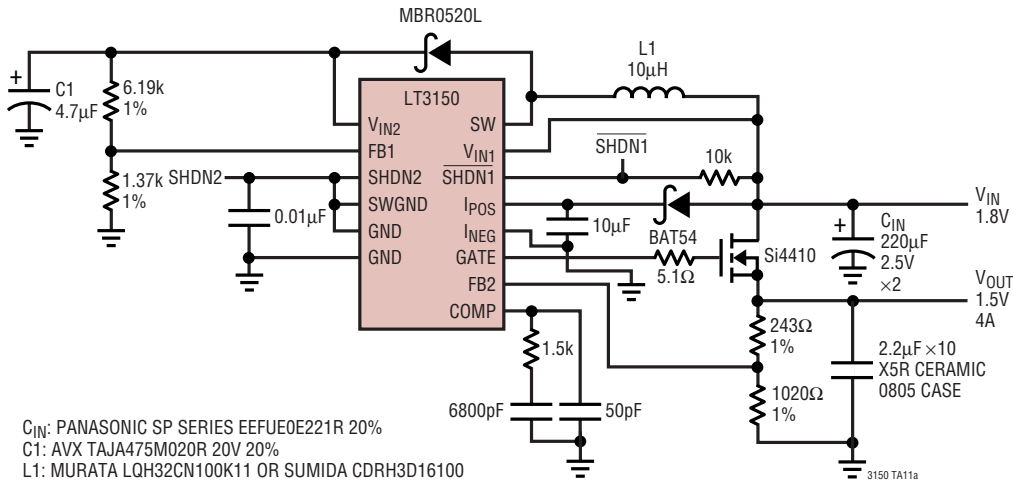 MBR0520L
L1
10μH
+
C1
4.7μF
6.19k
1%
LT3150
VIN2
SW
FB1
VIN1
SHDN1
10k
1.37k
1%
SHDN2
SHDN2
SHDN1
SWGND
IPOS
VIN
1.8V
0.01μF
GND
INEG
10μF
BAT54
+
CIN
220μF
2.5V
×2
GND
GATE
5.1Ω
Si4410
FB2
VOUT
1.5V
4A
COMP
243Ω
1%
1.5k
2.2μF ×10
X5R CERAMIC
0805 CASE
1020Ω
1%
6800pF
50pF
CIN: PANASONIC SP SERIES EEFUE0E221R 20%
C1: AVX TAJA475M020R 20V 20%
L1: MURATA LQH32CN100K11 OR SUMIDA CDRH3D16100
3150 TA11a